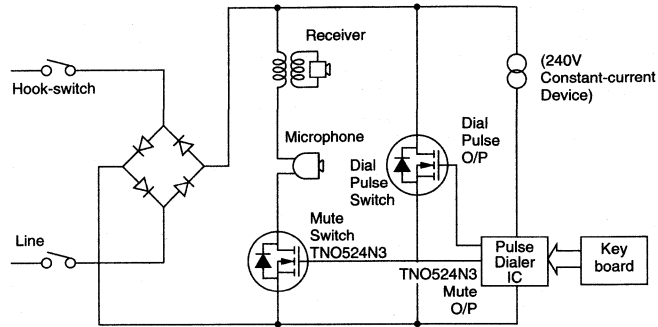 Receiver
(240V
Constant-current
Device)
Hook-switch
Microphone
Dial
Pulse
O/P
Dial
Pulse
Switch
Mute
Switch
TNO524N3
Line
TNO524N3
Mute
O/P
Pulse
Dialer
IC
Key
board